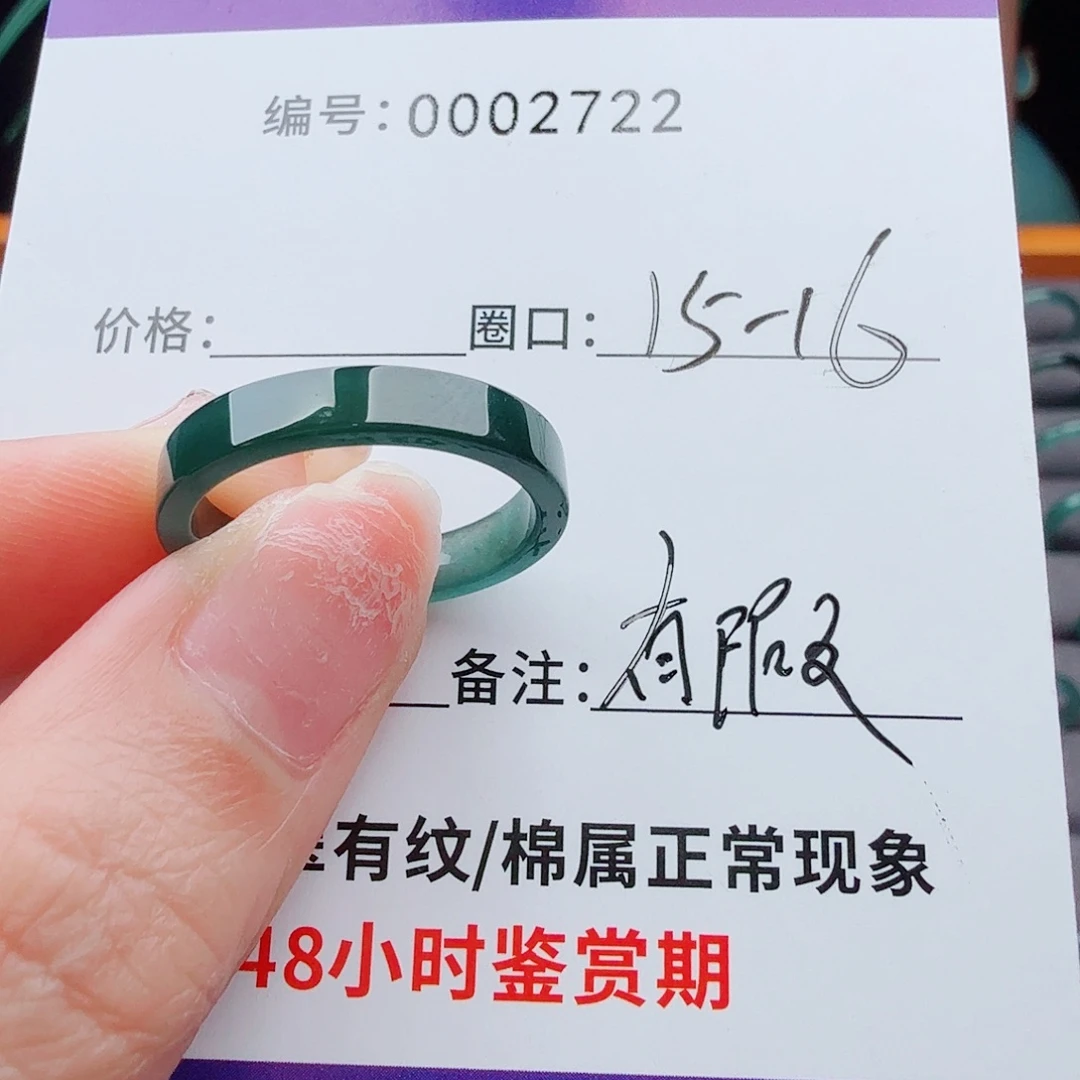 编号:0002722
价格: 圈口: 15-16
备注: 有瑕
有纹/棉属正常现象
48小时鉴赏期